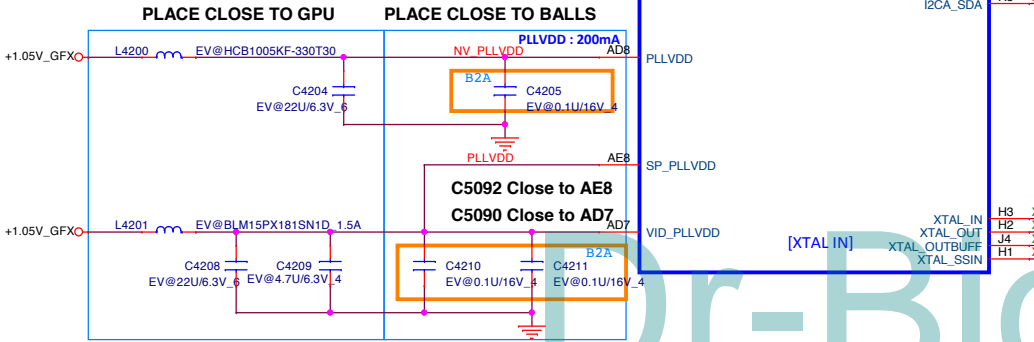 I2CA_SDA
PLACE CLOSE TO GPU
PLACE CLOSE TO BALLS
PLLVDD : 200mA
+1.05V_GFX
L4200
EV@HCB1005KF-330T30
NV_PLLVDD
AD8
PLLVDD
B2A
C4204
EV@22U/6.3V_6
C4205
EV@0.1U/16V_4
PLLVDD
AE8
SP_PLLVDD
C5092 Close to AE8
C5090 Close to AD7
+1.05V_GFX
L4201
EV@BLM15PX181SN1D_1.5A
AD7
VID_PLLVDD
B2A
C4208
EV@22U/6.3V_6
C4209
EV@4.7U/6.3V_4
C4210
EV@0.1U/16V_4
C4211
EV@0.1U/16V_4
[XTAL IN]
XTAL_IN
H3
XTAL_OUT
H2
XTAL_OUTBUFF
J4
XTAL_SSIN
H1